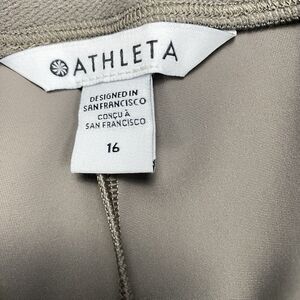 ATHLETA
DESIGNED IN
SAN FRANCISCO
CONÇU À
SAN FRANCISCO
16